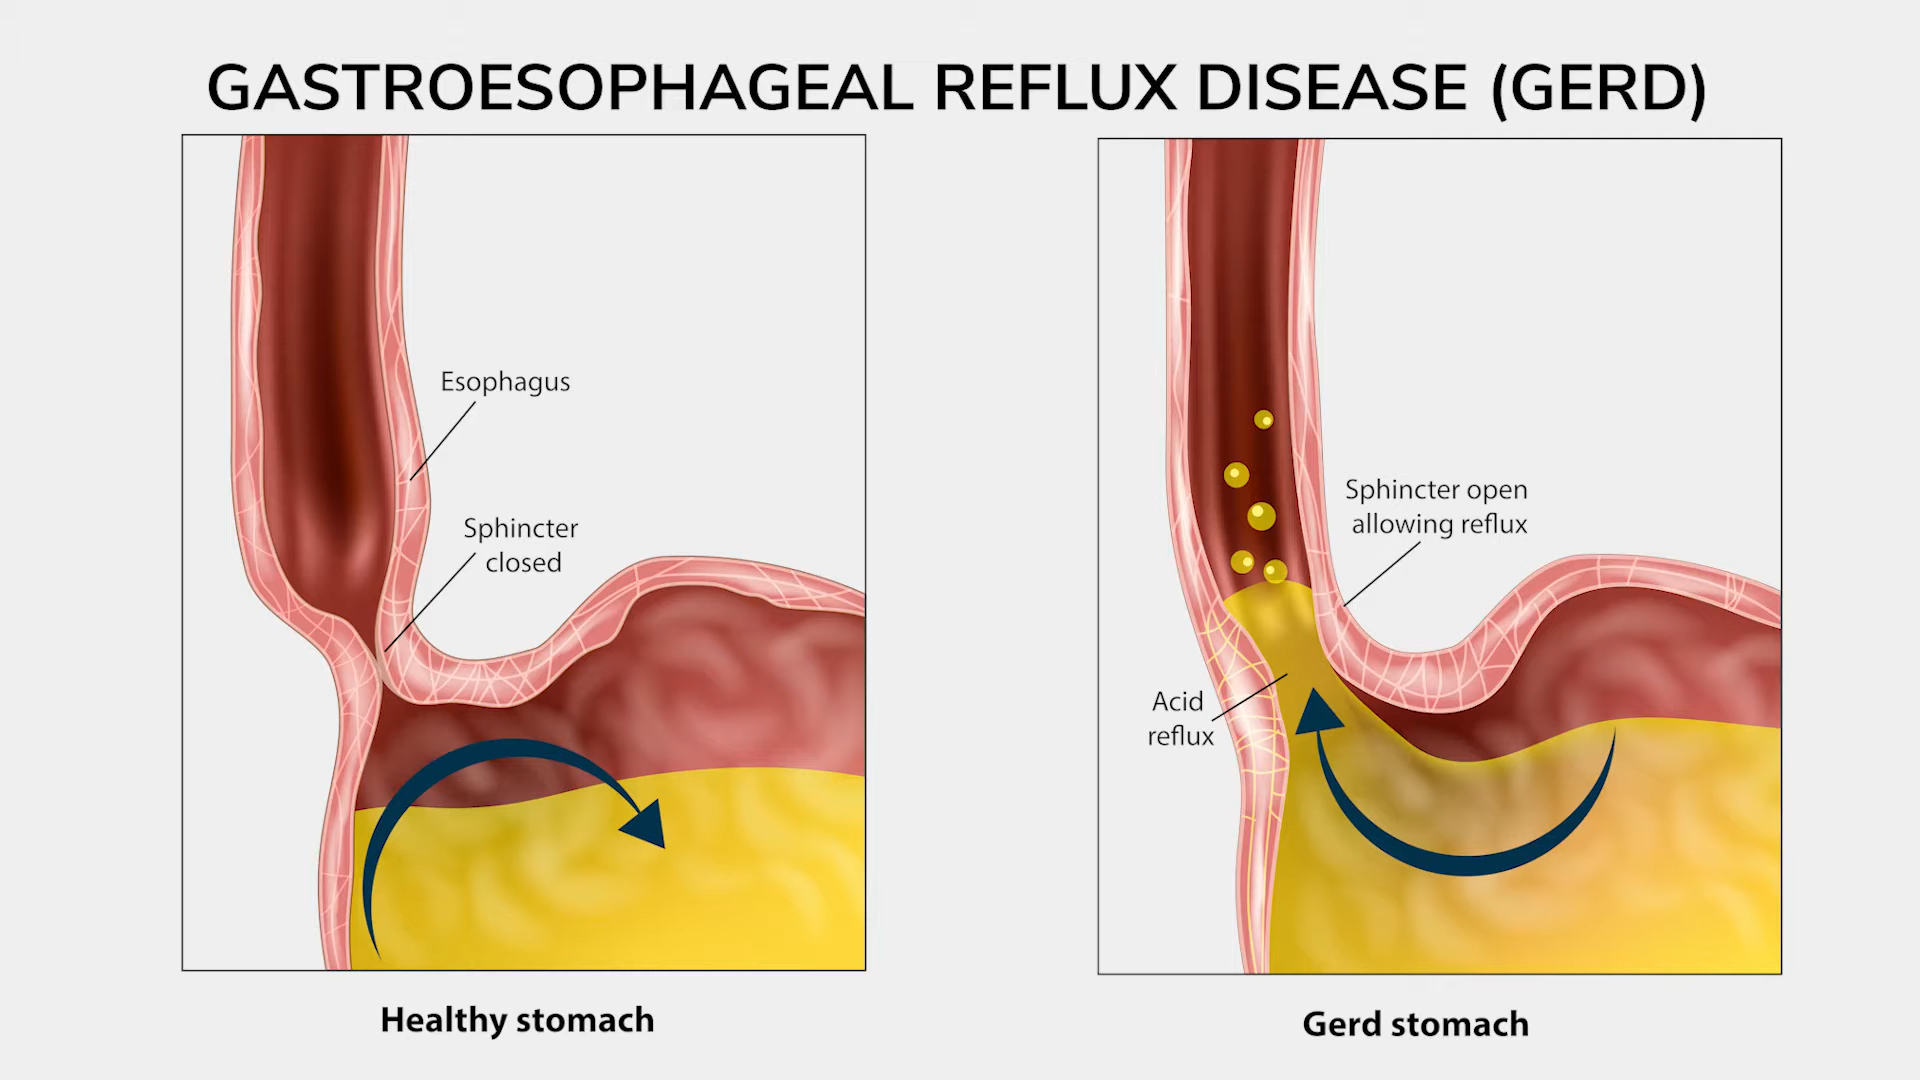 GASTROESOPHAGEAL REFLUX DISEASE (GERD)
Esophagus
Sphincter
closed
Healthy stomach
Sphincter open
allowing reflux
Acid
reflux
Gerd stomach